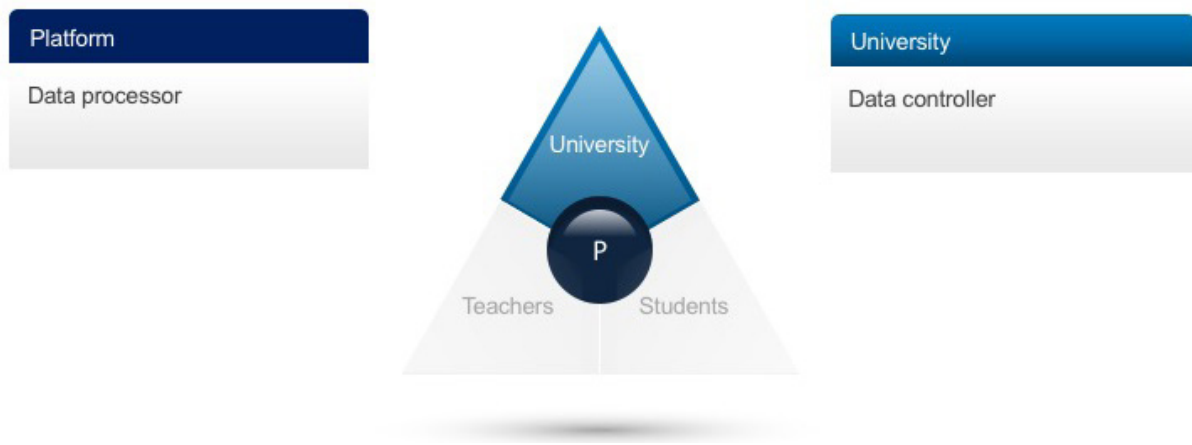 Platform
Data processor
University
P
Teachers
Students
University
Data controller